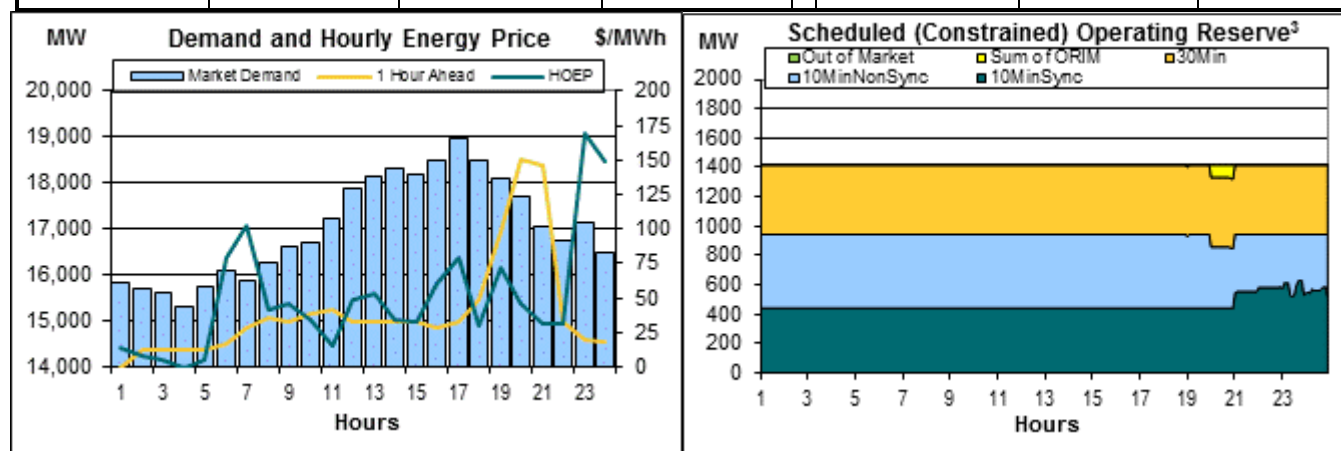 MW Demand and Hourly Energy Price $/MWh
Market Demand 1 Hour Ahead HOEP
20,000 200
19,000 175
18,000 150
17,000 125
16,000 100
15,000 75
14,000 50
25
0
1 3 5 7 9 11 13 15 17 19 21 23
Hours
Scheduled (Constrained) Operating Reserve³
MW
Out of Market Sum of ORIM 30Min
10MinNonSync 10MinSync
2000
1800
1600
1400
1200
1000
800
600
400
200
0
1 3 5 7 9 11 13 15 17 19 21 23
Hours